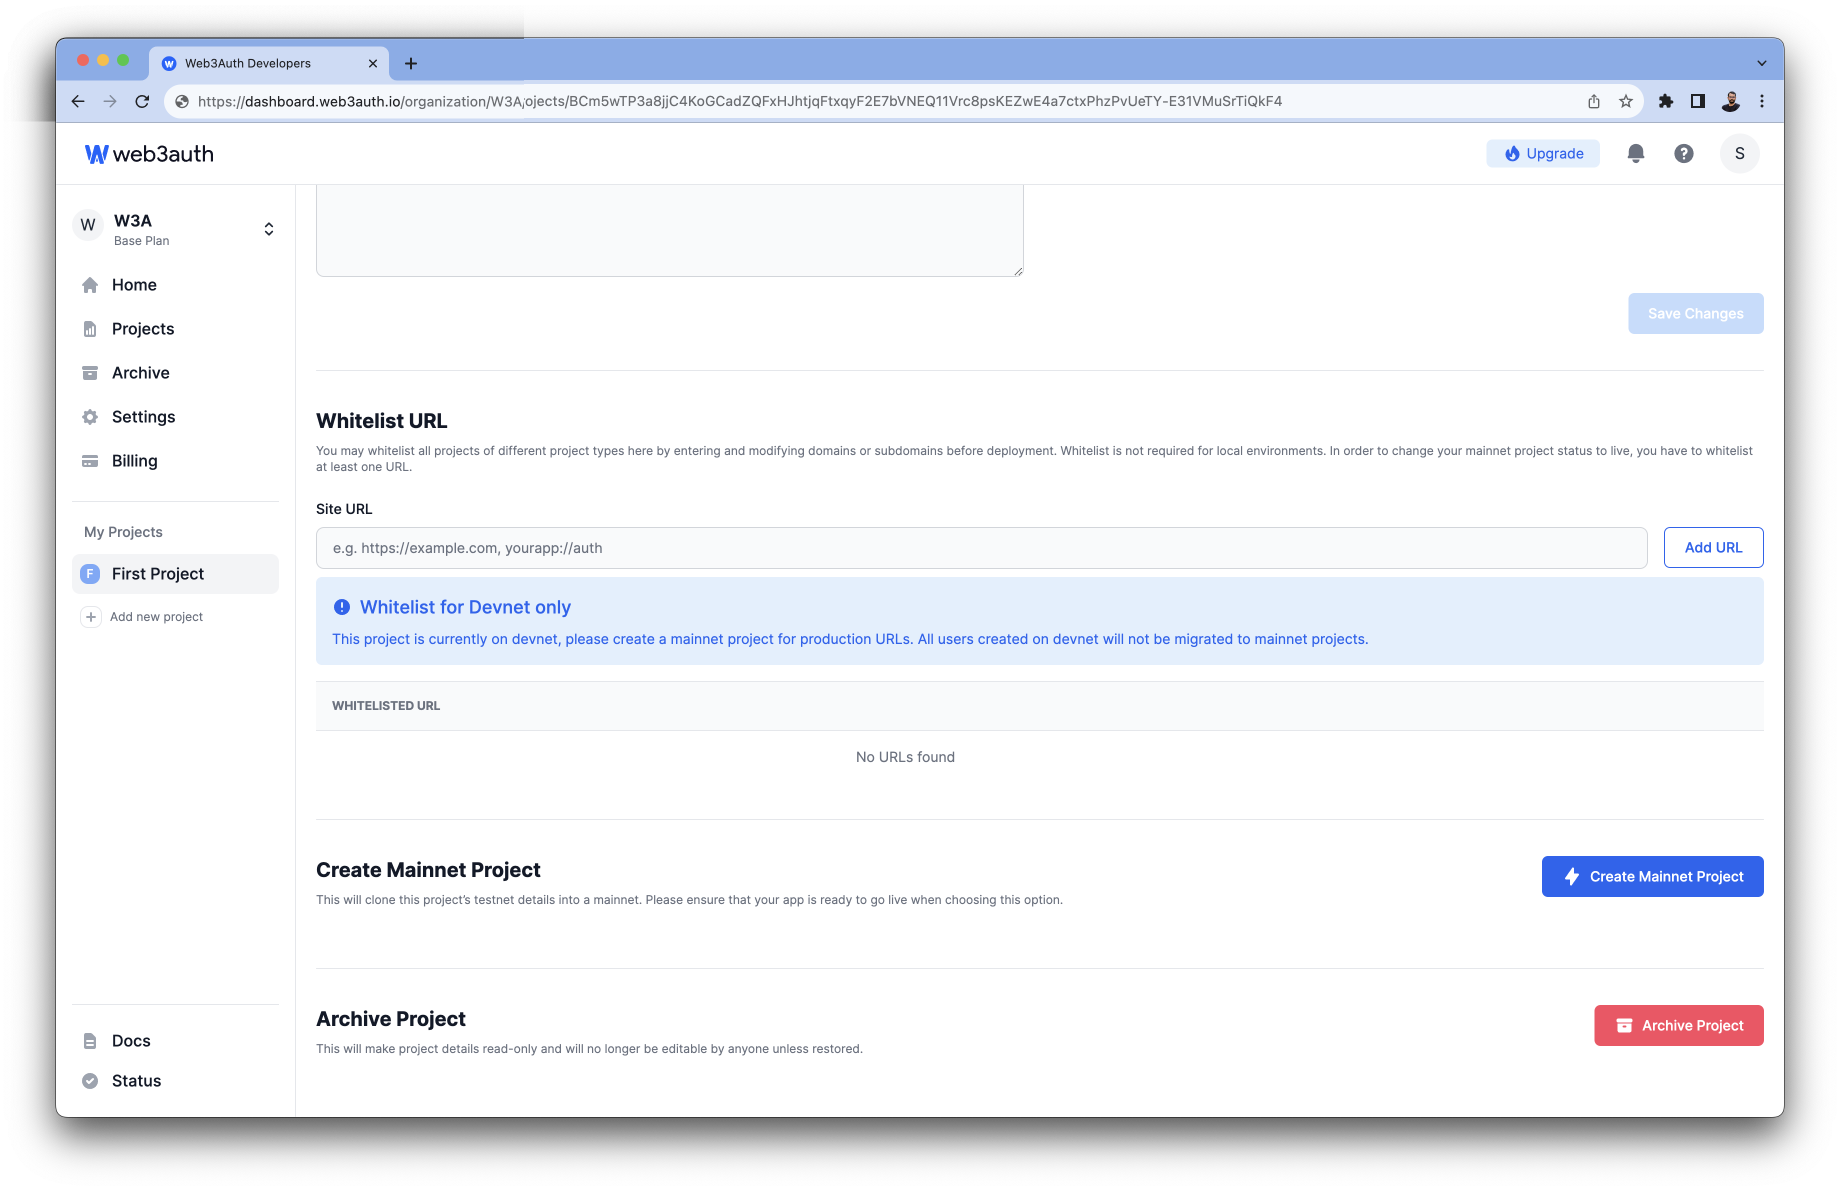 Web3Auth Developers
https://dashboard.web3auth.io/organization/W3A/ojects/BCm5wTP3a8jjC4KoGCadZQFxHJhtjqFtxqyF2E7bVNEQ11Vrc8psKEZwE4a7ctxPhzPvUeTY-E31VMuSrTiQkF4
web3auth
Upgrade
S
W
W3A
Base Plan
Home
Projects
Archive
Settings
Billing
My Projects
F
First Project
Add new project
Docs
Status
Save Changes
Whitelist URL
You may whitelist all projects of different project types here by entering and modifying domains or subdomains before deployment. Whitelist is not required for local environments. In order to change your mainnet project status to live, you have to whitelist
at least one URL.
Site URL
e.g. https://example.com, yourapp://auth
Add URL
Whitelist for Devnet only
This project is currently on devnet, please create a mainnet project for production URLs. All users created on devnet will not be migrated to mainnet projects.
WHITELISTED URL
No URLs found
Create Mainnet Project
This will clone this project’s testnet details into a mainnet. Please ensure that your app is ready to go live when choosing this option.
Create Mainnet Project
Archive Project
This will make project details read-only and will no longer be editable by anyone unless restored.
Archive Project